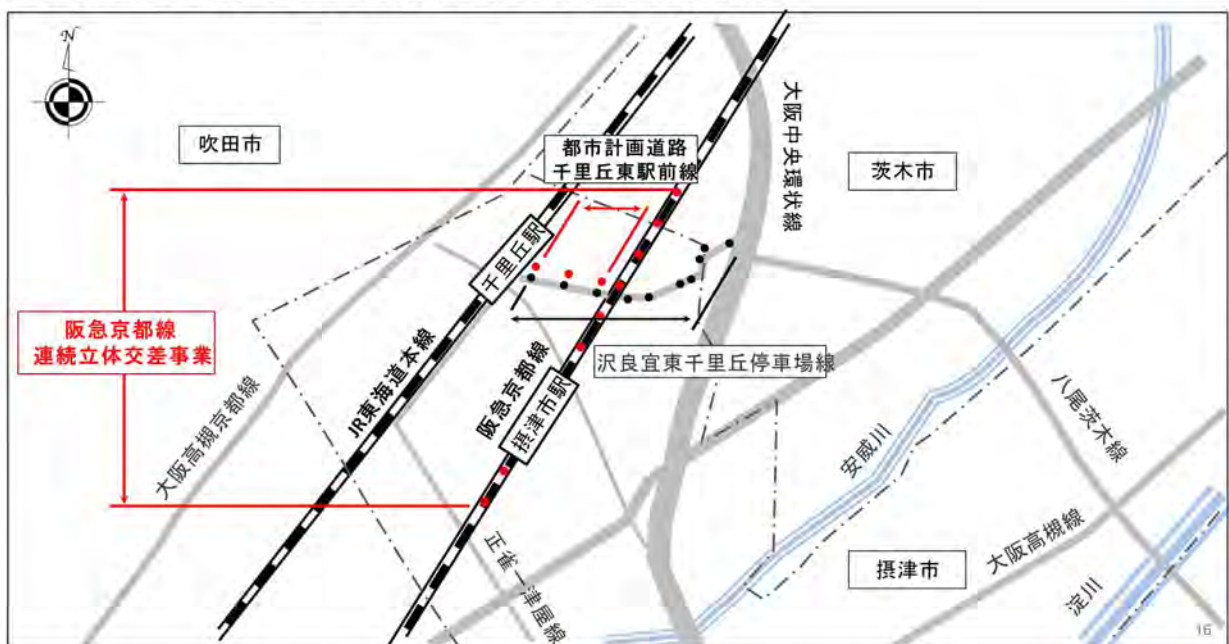 吹田市
都市計画道路
千里丘東駅前線
大阪中央環状線
茨木市
千里丘駅
阪急京都線
連続立体交差事業
JR東海道本線
阪急京都線
摂津市駅
沢良宜東千里丘停車場線
大阪高槻京都線
安威川
八尾茨木線
正雀一津屋線
摂津市
大阪高槻線
淀川
16